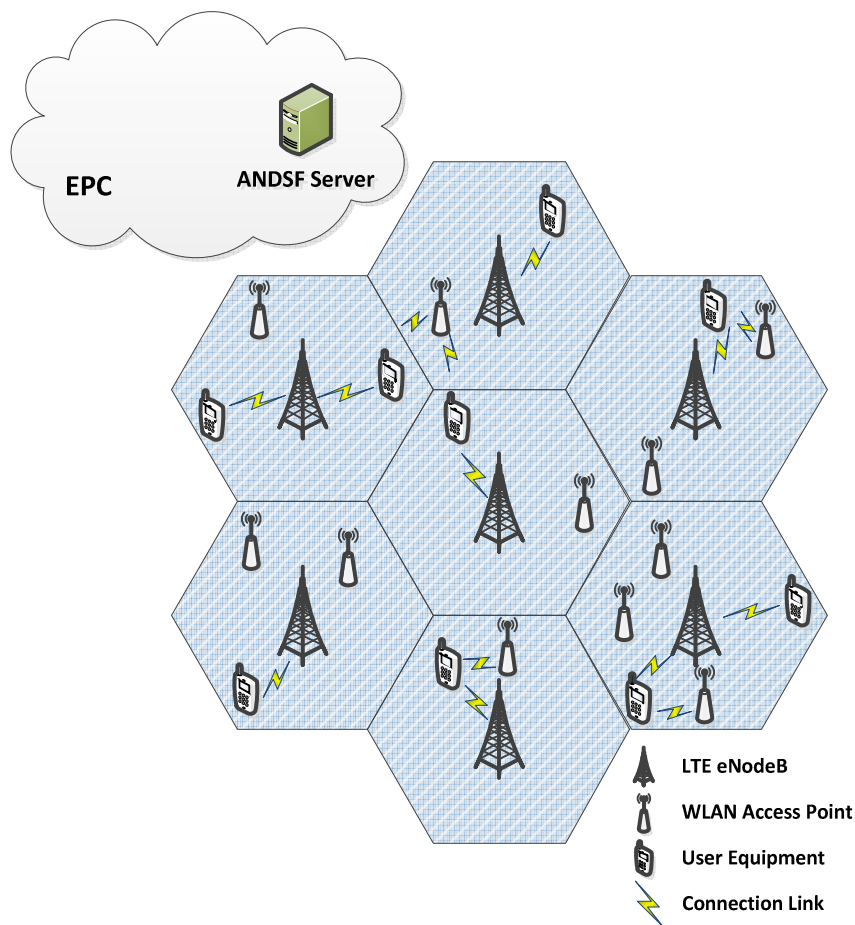 ANDSF Server
EPC
LTE eNodeB
WLAN Access Point
User Equipment
Connection Link